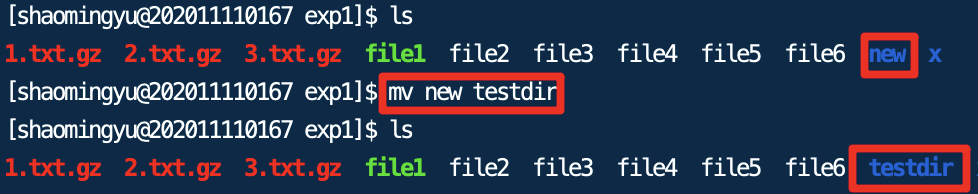 [shaomingyu@202011110167 exp1]$ ls
1.txt.gz 2.txt.gz 3.txt.gz file1 file2 file3 file4 file5 file6 new x
[shaomingyu@202011110167 exp1]$ mv new testdir
[shaomingyu@202011110167 exp1]$ ls
1.txt.gz 2.txt.gz 3.txt.gz file1 file2 file3 file4 file5 file6 testdir